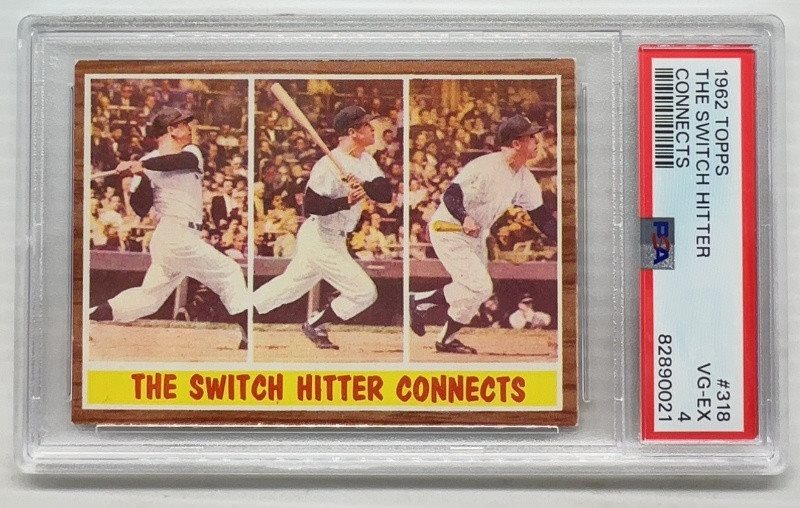 THE SWITCH HITTER CONNECTS
1962 TOPPS
THE SWITCH HITTER
CONNECTS
PSA
#318
VG-EX
4
82890021